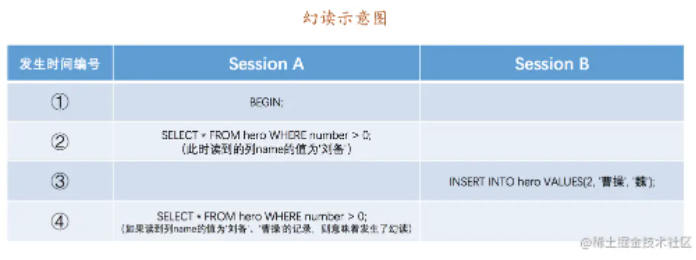 幻读示意图
发生时间编号 Session A Session B
① BEGIN;
② SELECT * FROM hero WHERE number > 0;
(此时读到的列name的值为'刘备')
③ INSERT INTO hero VALUES(2, '曹操', '魏');
④ SELECT * FROM hero WHERE number > 0;
(如果读到列name的值为'刘备'、'曹操'的记录，则意味着发生了幻读)
@稀土掘金技术社区